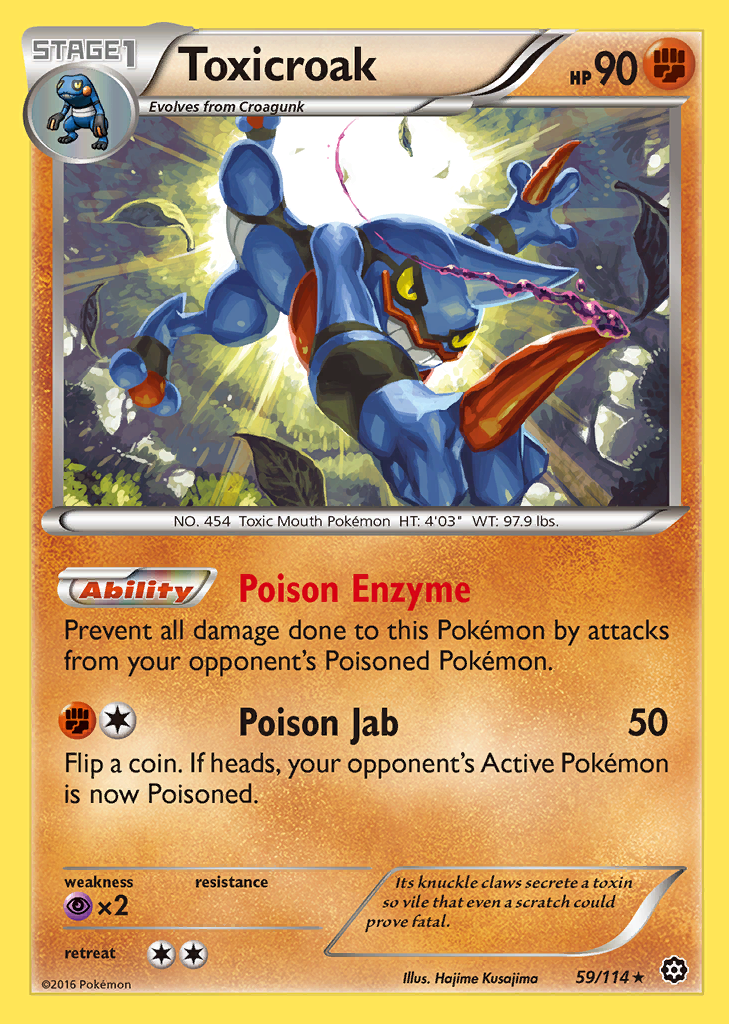 STAGE1
Toxicroak
HP 90
Evolves from Croagunk
NO. 454 Toxic Mouth Pokémon HT: 4'03" WT: 97.9 lbs.
Ability Poison Enzyme
Prevent all damage done to this Pokémon by attacks
from your opponent's Poisoned Pokémon.
Poison Jab 50
Flip a coin. If heads, your opponent's Active Pokémon
is now Poisoned.
weakness resistance
×2
retreat
Its knuckle claws secrete a toxin
so vile that even a scratch could
prove fatal.
©2016 Pokémon
Illus. Hajime Kusajima
59/114 ★